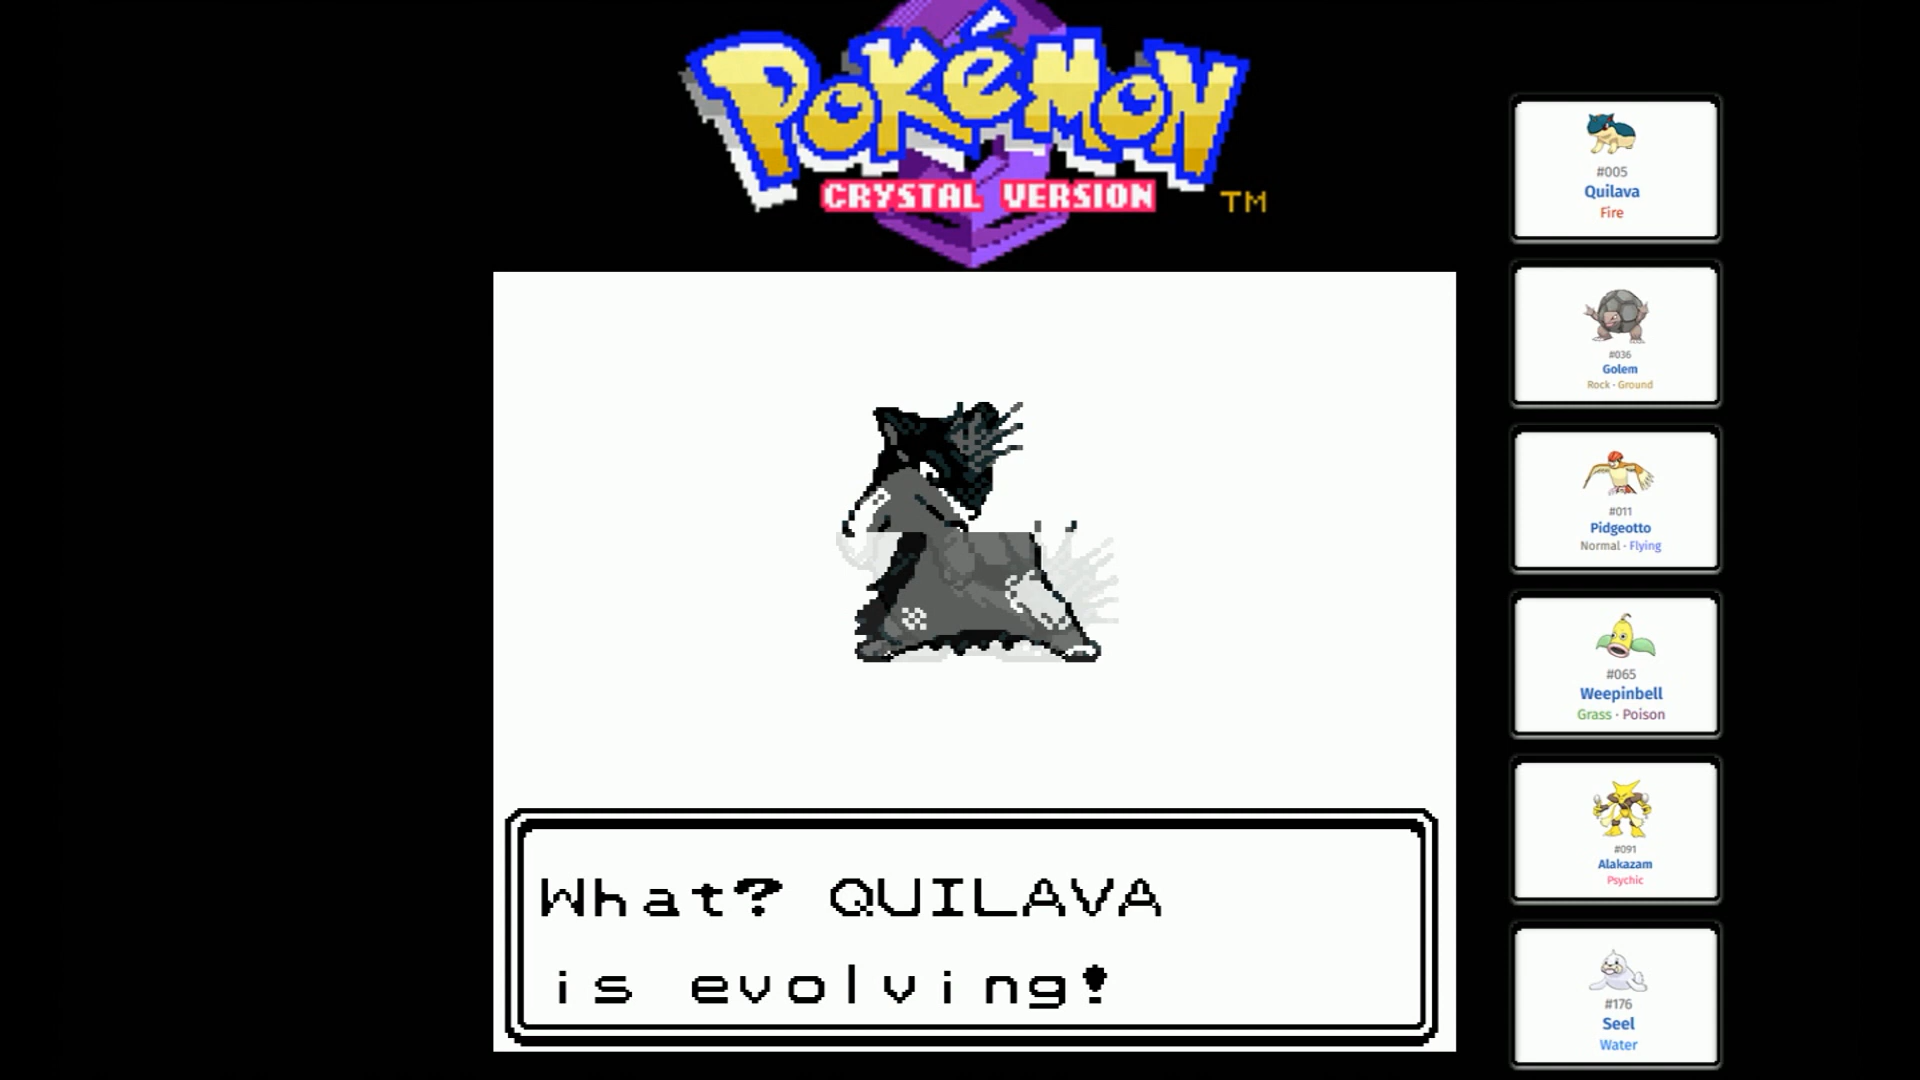 POKéMON
CRYSTAL VERSION
TM
What? QUILAVA
is evolving!
#005
Quilava
Fire
#036
Golem
Rock · Ground
#011
Pidgeotto
Normal · Flying
#065
Weepinbell
Grass · Poison
#091
Alakazam
Psychic
#176
Seel
Water